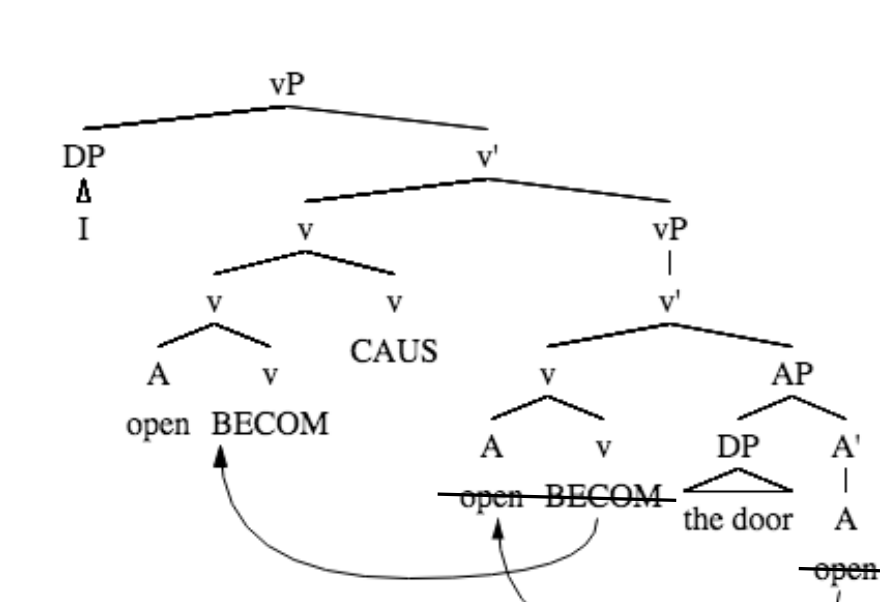 vP
DP v'
I v vP
v v v'
CAUS
A v v AP
open BECOM
A v DP A'
open BECOM
the door A
open